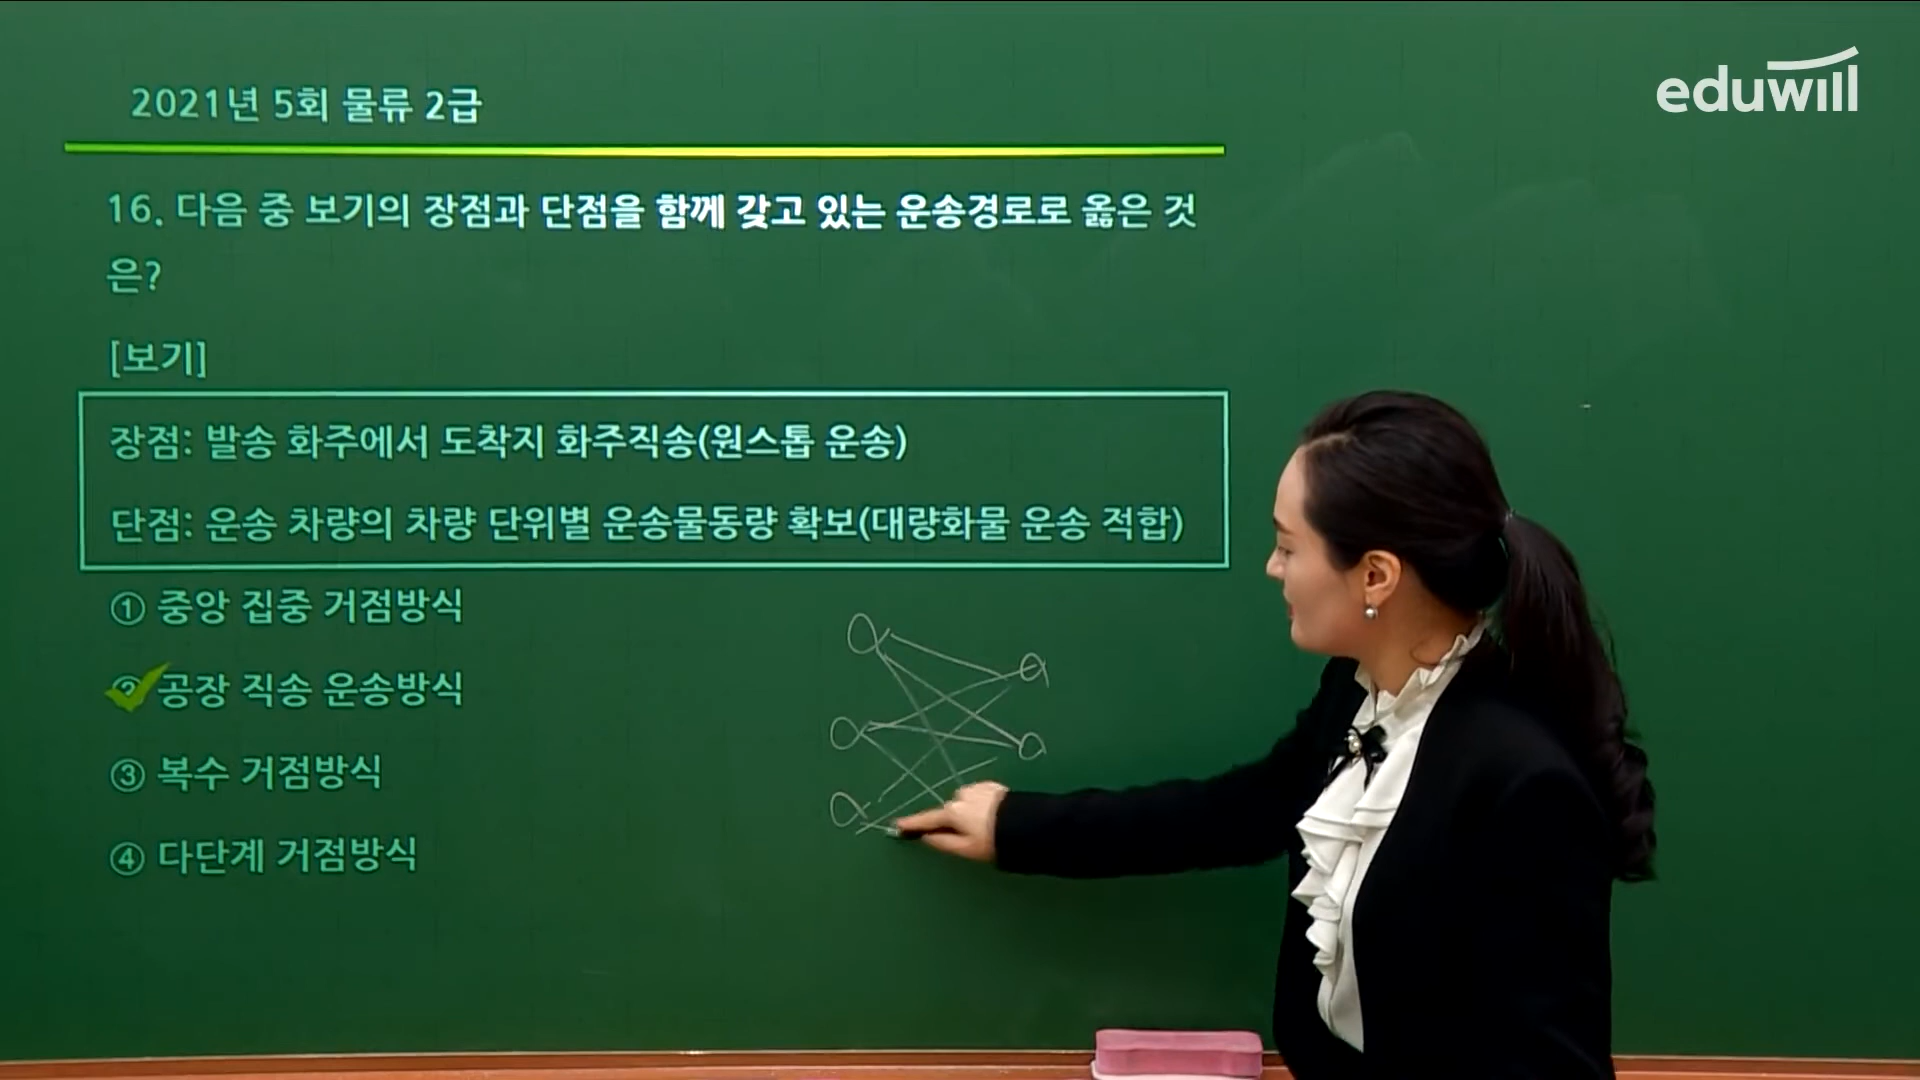 eduwill
2021년 5회 물류 2급
16. 다음 중 보기의 장점과 단점을 함께 갖고 있는 운송경로로 옳은 것
은?
[보기]
장점: 발송 화주에서 도착지 화주직송(원스톱 운송)
단점: 운송 차량의 차량 단위별 운송물동량 확보(대량화물 운송 적합)
① 중앙 집중 거점방식
② 공장 직송 운송방식
③ 복수 거점방식
④ 다단계 거점방식